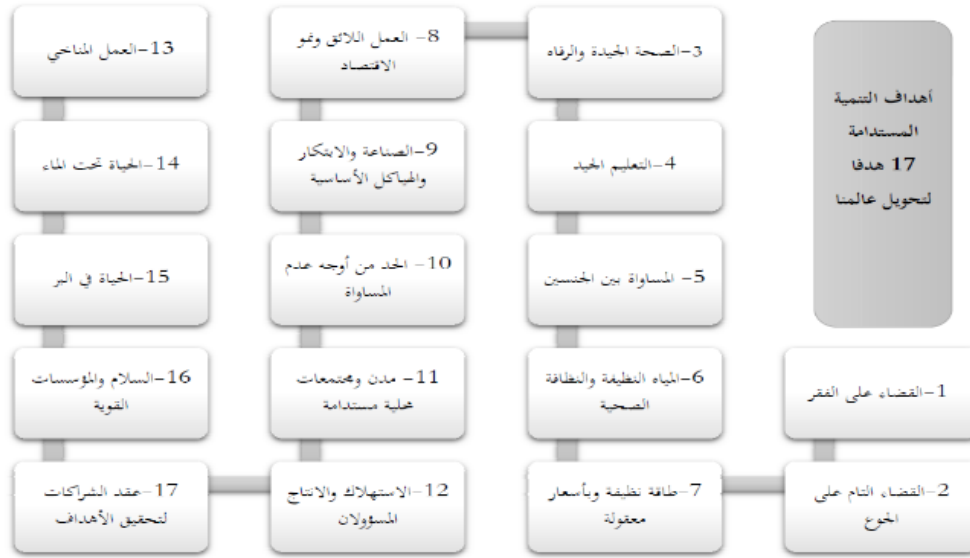 أهداف التنمية
المستدامة
17 هدفا
لتحويل عالمنا
1-القضاء على الفقر
2-القضاء التام على
الجوع
3-الصحة الجيدة والرفاه
4-التعليم الجيد
5- المساواة بين الجنسين
6-المياه النظيفة والنظافة
الصحية
7-طاقة نظيفة وبأسعار
معقولة
8- العمل اللائق ونمو
الاقتصاد
9-الصناعة والابتكار
والهياكل الأساسية
10- الحد من أوجه عدم
المساواة
11- مدن ومجتمعات
محلية مستدامة
12-الاستهلاك والانتاج
المسؤولان
13-العمل المناخي
14-الحياة تحت الماء
15-الحياة في البر
16-السلام والمؤسسات
القوية
17-عقد الشراكات
لتحقيق الأهداف